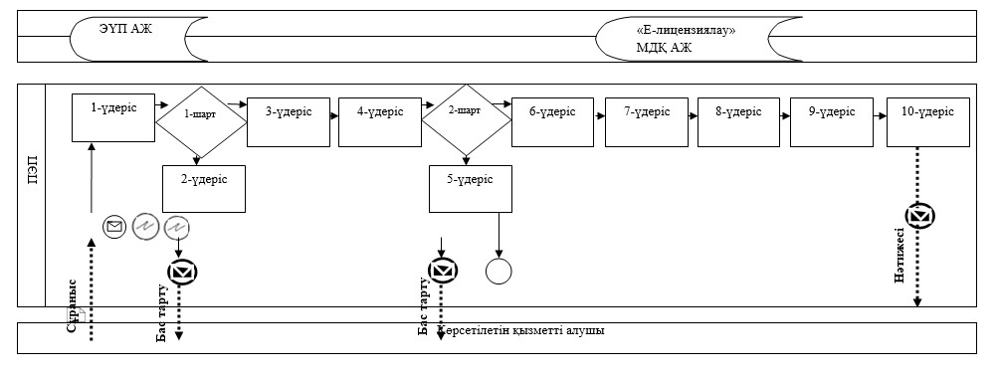 ЭҮП АЖ
«Е-лицензиялау»
МДҚ АЖ
ПЭП
1-үдеріс
1-шарт
3-үдеріс
4-үдеріс
2-шарт
6-үдеріс
7-үдеріс
8-үдеріс
9-үдеріс
10-үдеріс
2-үдеріс
5-үдеріс
Сұраныс
Бас тарту
Бас тарту
Нәтижесі
Көрсетілетін қызметті алушы